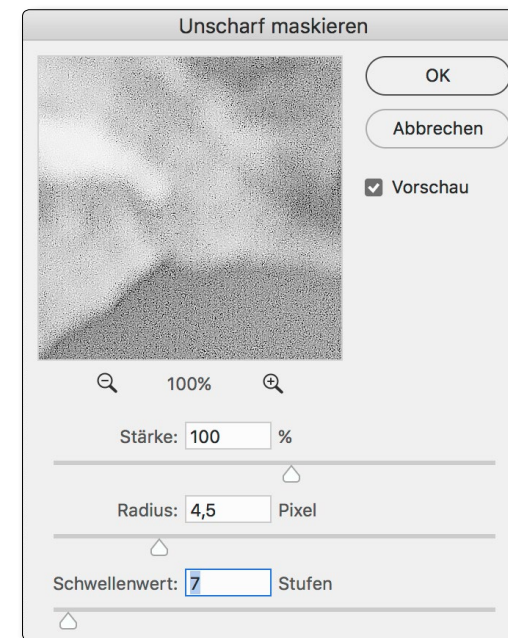 Unscharf maskieren
OK
Abbrechen
Vorschau
100%
Stärke: 100 %
Radius: 4,5 Pixel
Schwellenwert: 7 Stufen